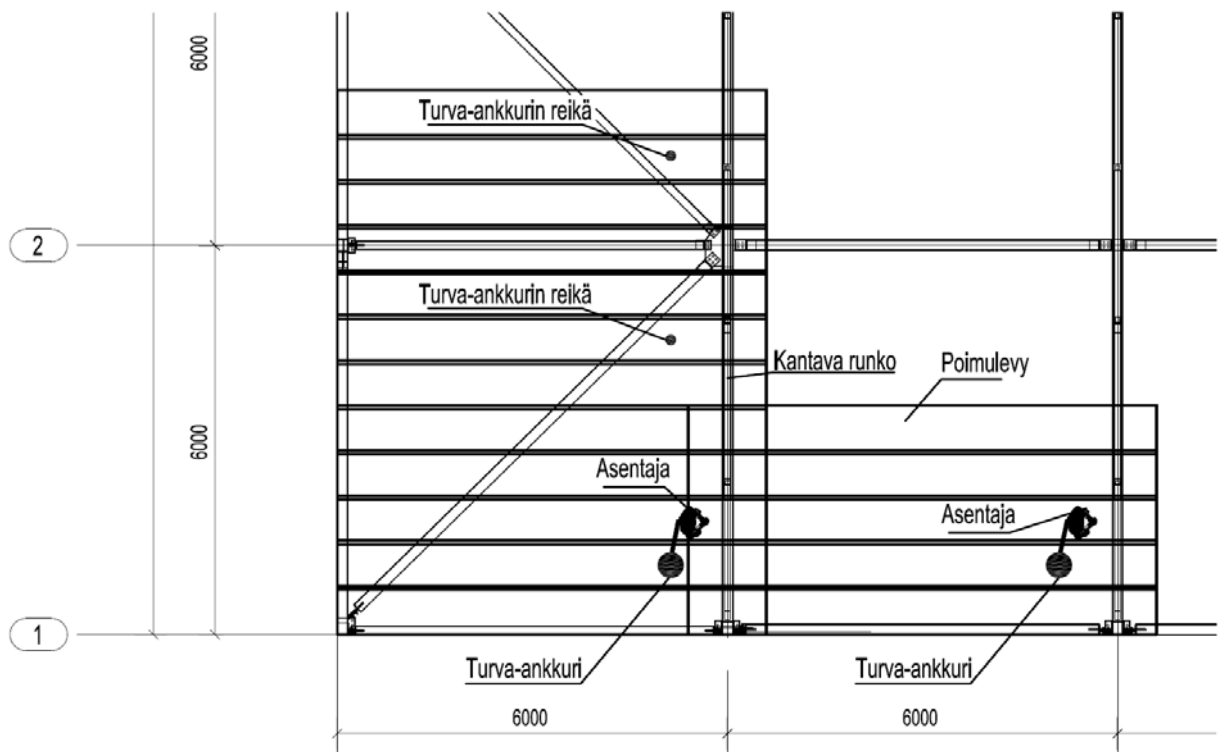 6000
Turva-ankkurin reikä
2
Turva-ankkurin reikä
Kantava runko
Poimulevy
6000
Asentaja
Asentaja
1
Turva-ankkuri
Turva-ankkuri
6000
6000